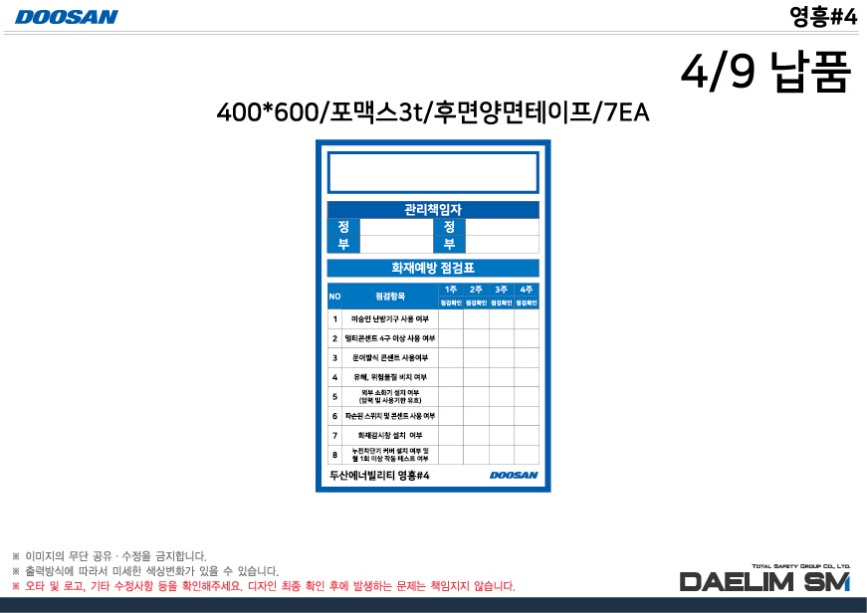 DOOSAN
영흥#4
4/9 납품
400*600/포맥스3t/후면양면테이프/7EA
관리책임자
정 정
부 부
화재예방 점검표
NO 점검항목 1주 2주 3주 4주
점검확인 점검확인 점검확인 점검확인
1 미승인 난방기구 사용 여부
2 멀티콘센트 4구 이상 사용 여부
3 문어발식 콘센트 사용여부
4 유해, 위험물질 비치 여부
5 외부 소화기 설치 여부
(압력 및 사용기한 유효)
6 파손된 스위치 및 콘센트 사용 여부
7 화재감시창 설치 여부
8 누전차단기 커버 설치 여부 및
월 1회 이상 작동 테스트 여부
두산에너빌리티 영흥#4 DOOSAN
※ 이미지의 무단 공유 · 수정을 금지합니다.
※ 출력방식에 따라서 미세한 색상변화가 있을 수 있습니다.
※ 오타 및 로고, 기타 수정사항 등을 확인해주세요. 디자인 최종 확인 후에 발생하는 문제는 책임지지 않습니다.
TOTAL SAFETY GROUP CO., LTD.
DAELIM SM